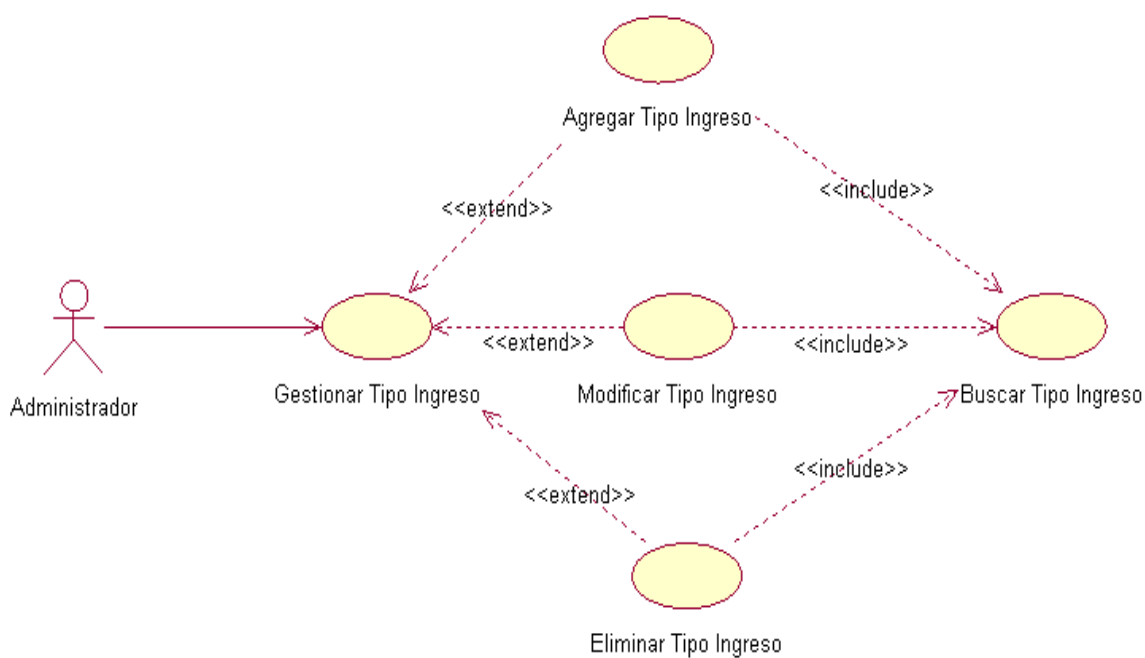 Agregar Tipo Ingreso
<<extend>>
<<include>>
<<extend>>
<<include>>
Administrador
Gestionar Tipo Ingreso
Modificar Tipo Ingreso
Buscar Tipo Ingreso
<<extend>>
<<include>>
Eliminar Tipo Ingreso